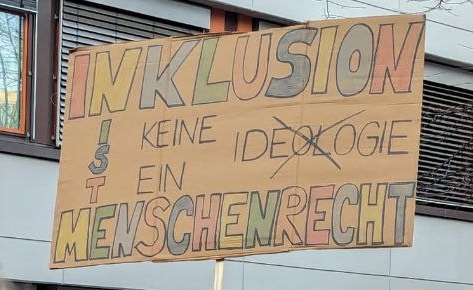 INKLUSION
IST KEINE IDEOLOGIE
EIN
MENSCHENRECHT